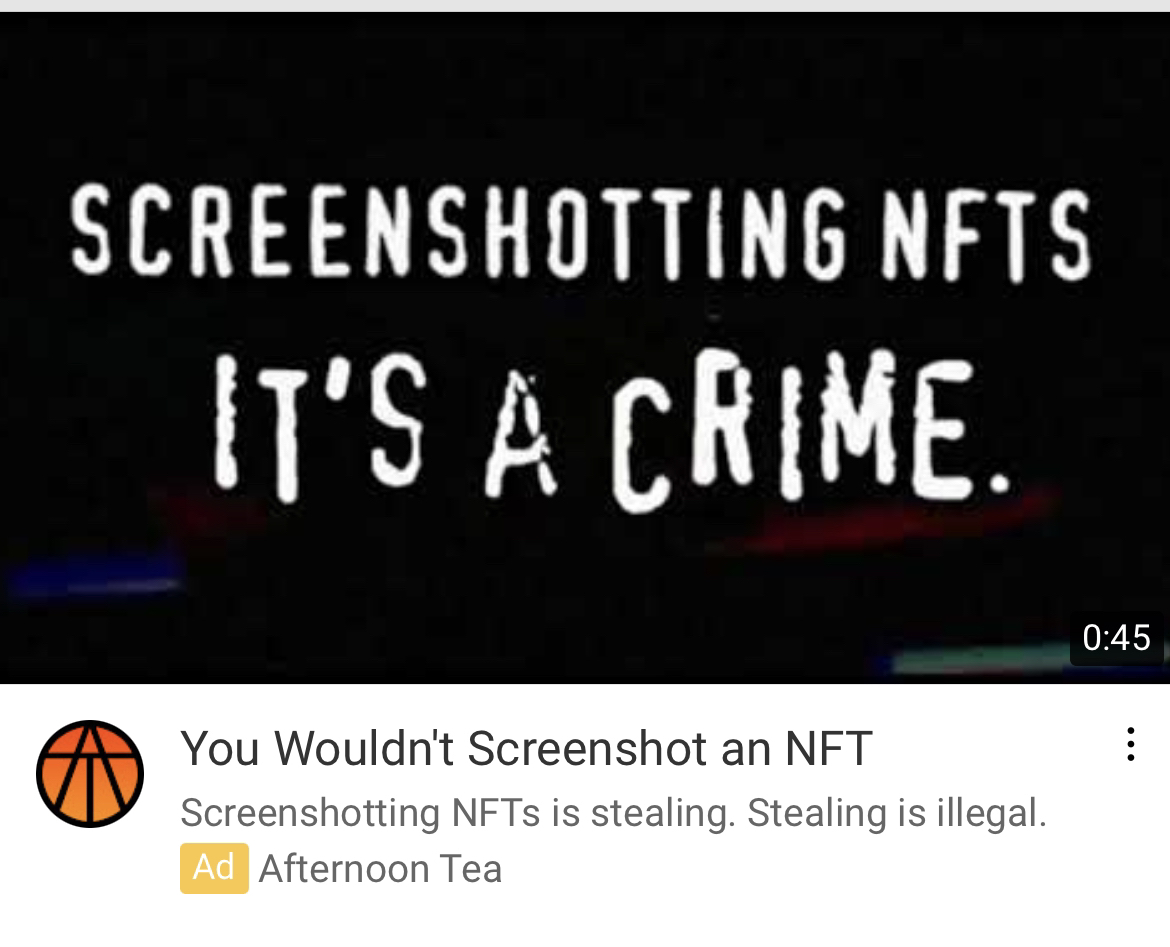 SCREENSHOTTING NFTS
IT'S A CRIME.
0:45
You Wouldn't Screenshot an NFT
Screenshotting NFTs is stealing. Stealing is illegal.
Ad Afternoon Tea